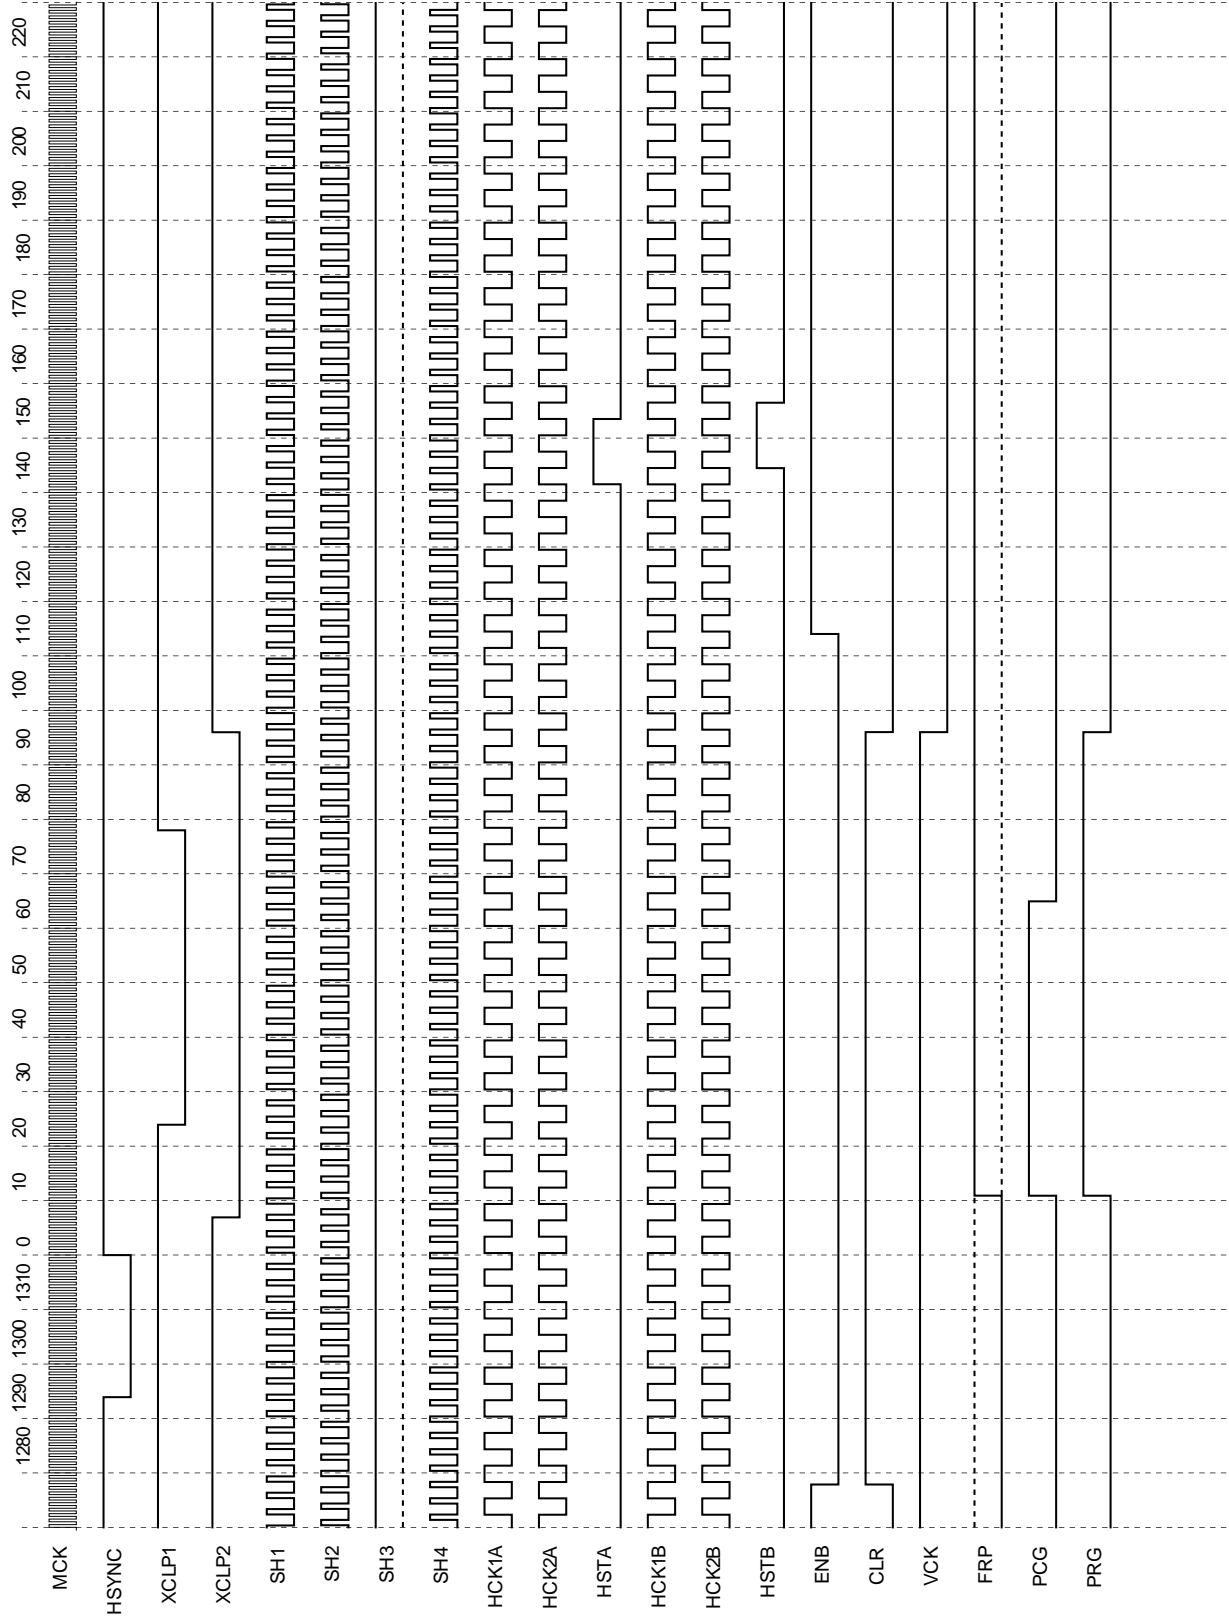 MCK
HSYNC
XCLP1
XCLP2
SH1
SH2
SH3
SH4
HCK1A
HCK2A
HSTA
HCK1B
HCK2B
HSTB
ENB
CLR
VCK
FRP
PCG
PRG
1280 1290 1300 1310 0 10 20 30 40 50 60 70 80 90 100 110 120 130 140 150 160 170 180 190 200 210 220